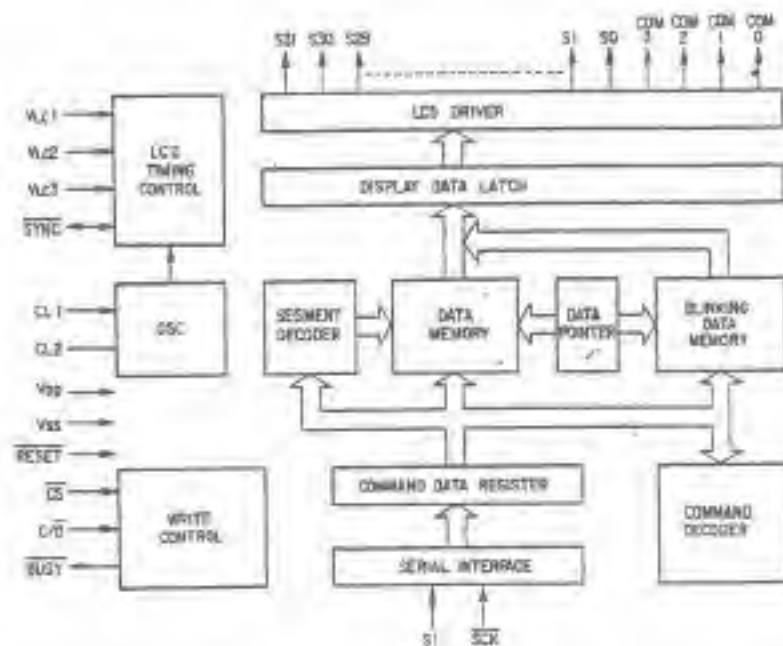 S31 S30 S29 S1 S0 COM 3 COM 2 COM 1 COM 0
LCD DRIVER
VLC1
VLC2
VLC3
SYNC
LCD
TIMING
CONTROL
DISPLAY DATA LATCH
CL1
CL2
OSC
SEGMENT
DECODER
DATA
MEMORY
DATA
POINTER
BLINKING
DATA
MEMORY
VDD
VSS
RESET
CS
C/D
BUSY
WRITE
CONTROL
COMMAND DATA REGISTER
SERIAL INTERFACE
COMMAND
DECODER
SI SCK